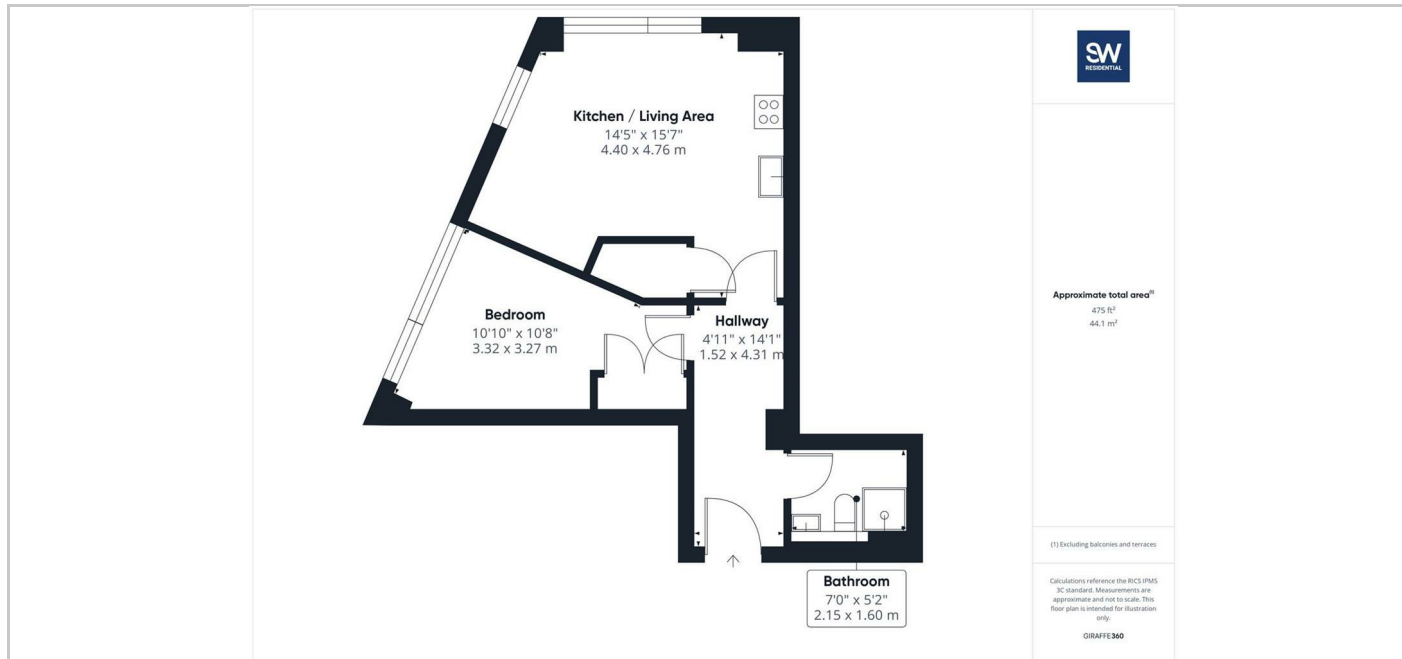 Kitchen / Living Area
14'5" x 15'7"
4.40 x 4.76 m
Bedroom
10'10" x 10'8"
3.32 x 3.27 m
Hallway
4'11" x 14'1"
1.52 x 4.31 m
Bathroom
7'0" x 5'2"
2.15 x 1.60 m
SW
RESIDENTIAL
Approximate total area⁽¹⁾
475 ft²
44.1 m²
(1) Excluding balconies and terraces
Calculations reference the RICS IPMS
3C standard. Measurements are
approximate and not to scale. This
floor plan is intended for illustration
only.
GIRAFFE360